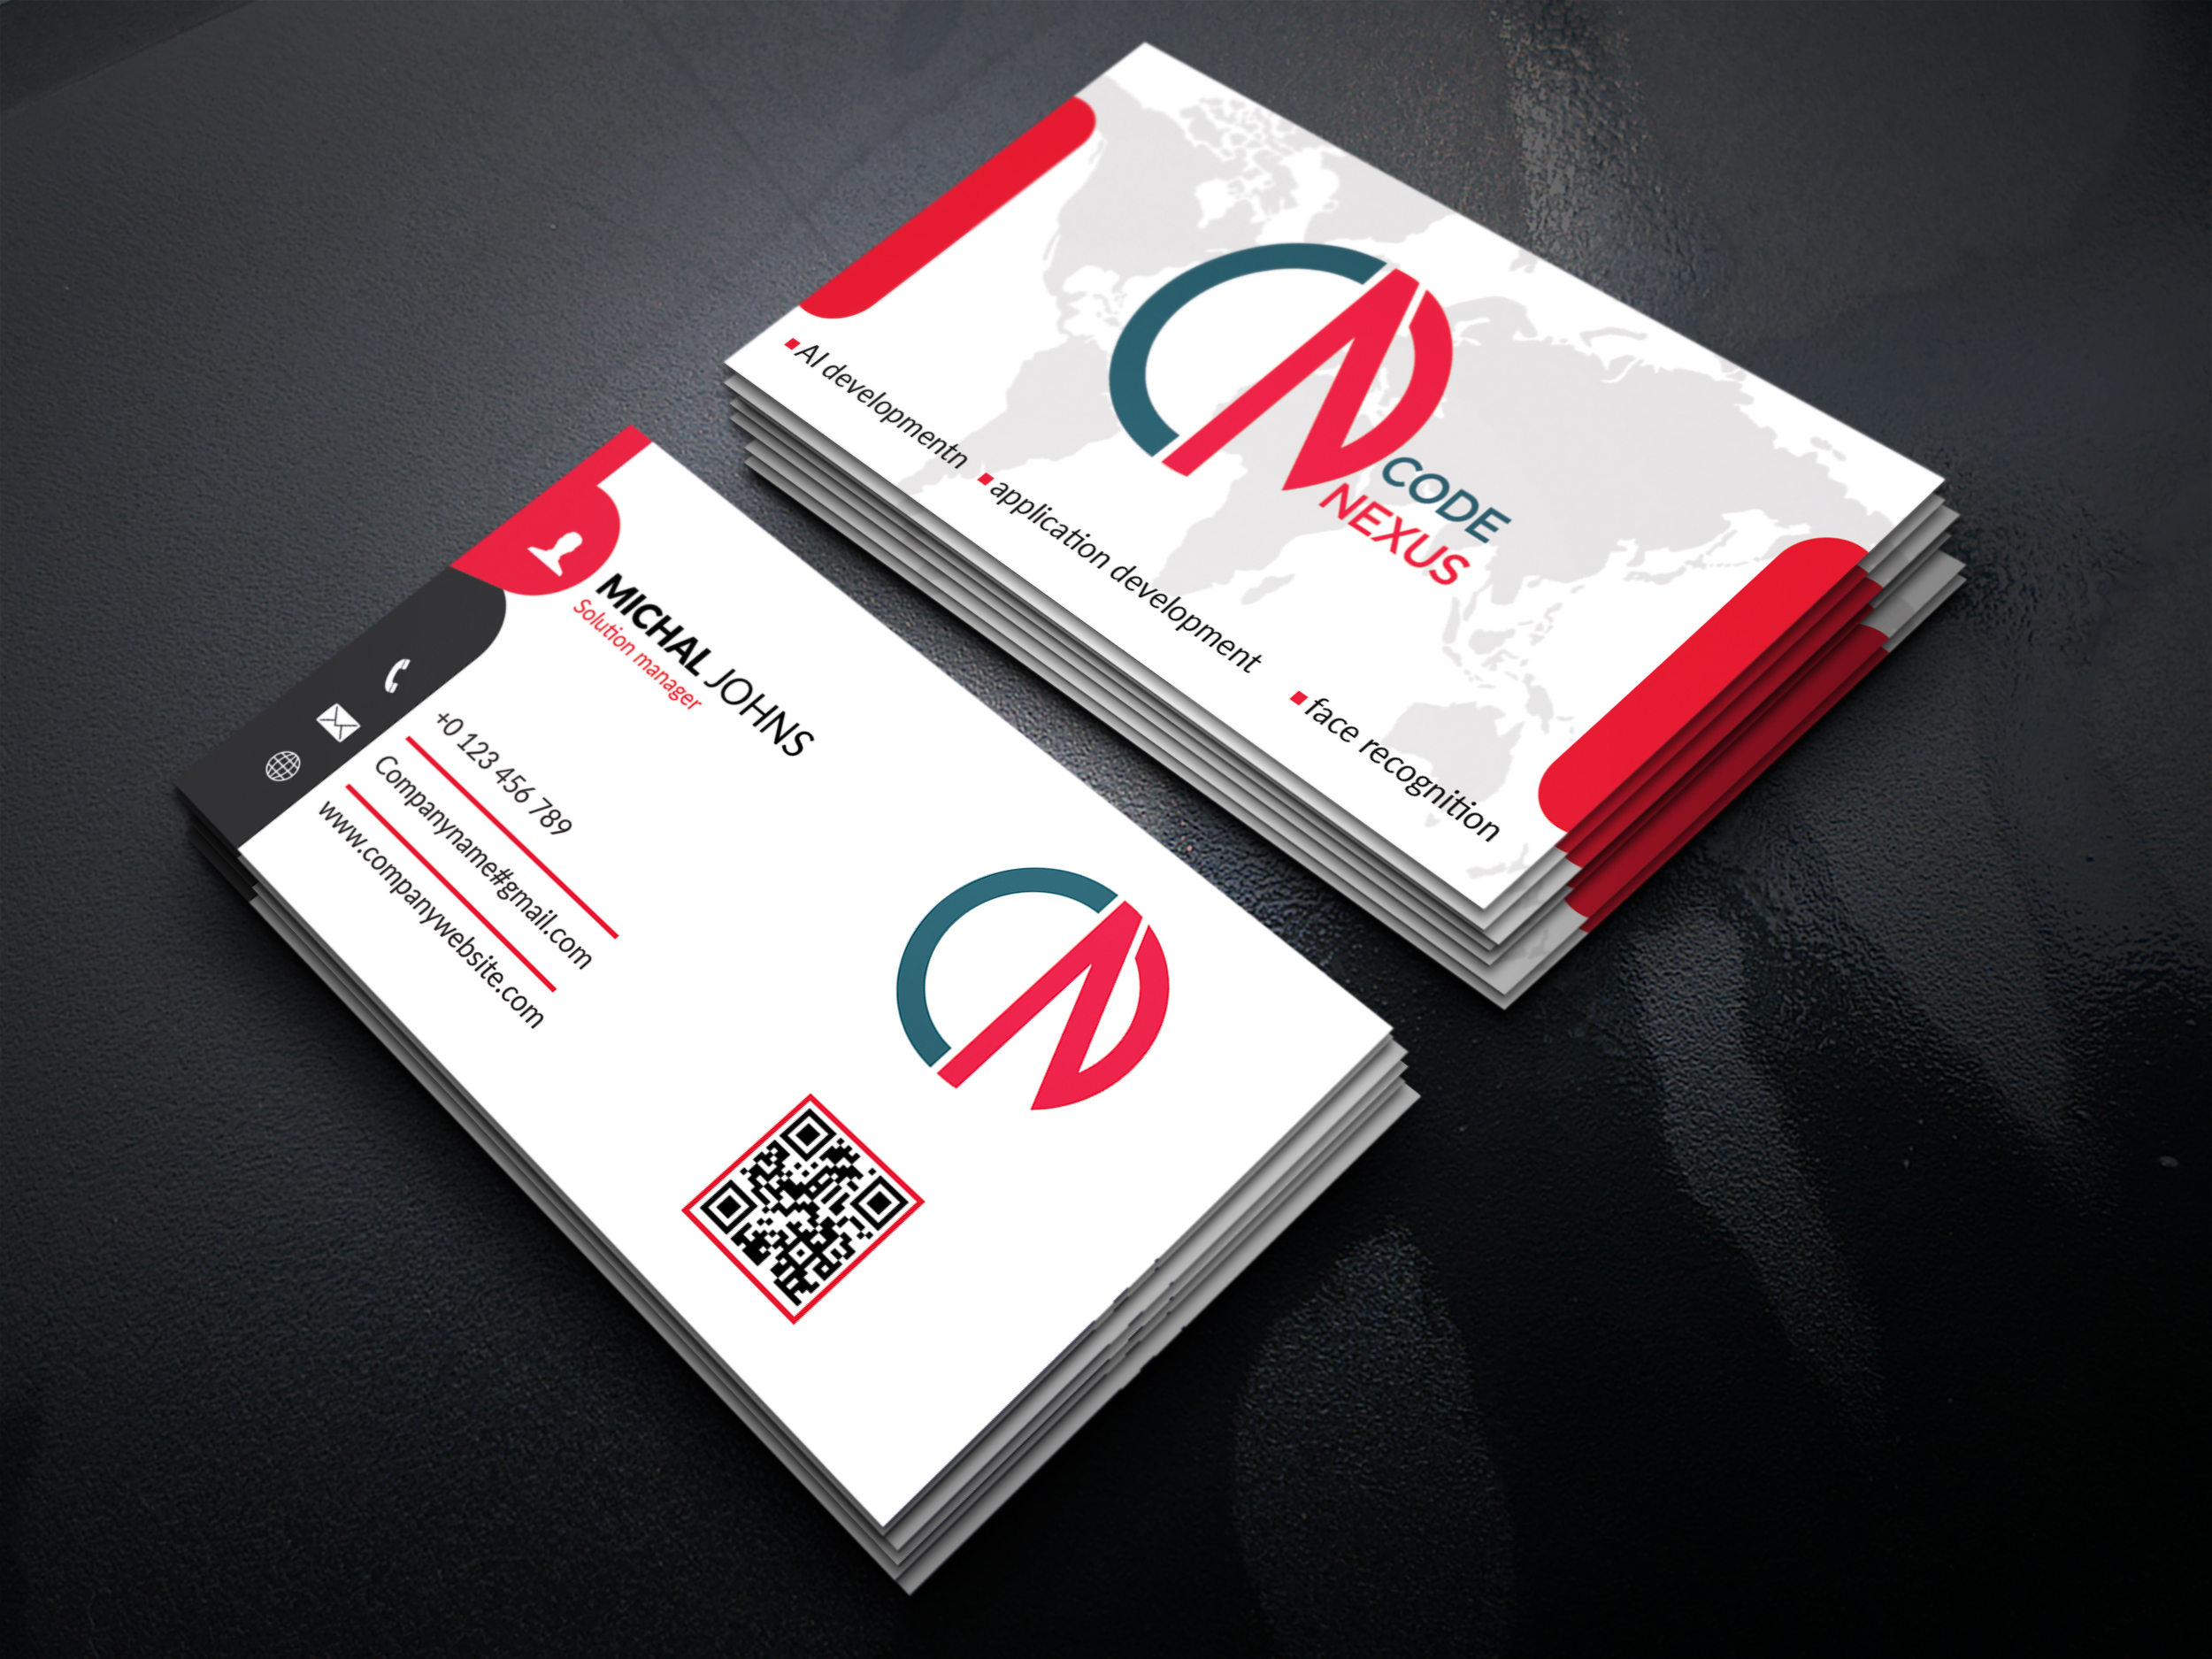 CODE
NEXUS
AI developmentn
application development
face recognition
MICHAL JOHNS
Solution manager
+0 123 456 789
Companyname#gmail.com
www.companywebsite.com